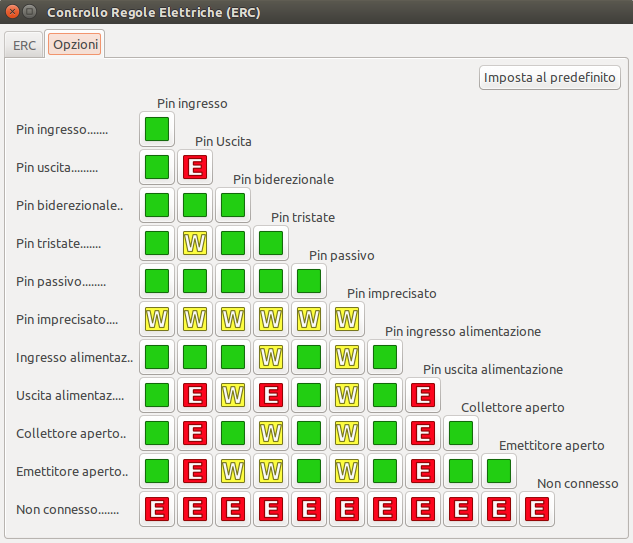 Controllo Regole Elettriche (ERC)
ERC Opzioni
Imposta al predefinito
Pin ingresso
Pin ingresso.......
Pin Uscita
Pin uscita......... E
Pin biderezionale
Pin biderezionale..
Pin tristate
Pin tristate....... W
Pin passivo
Pin passivo........
Pin imprecisato
Pin imprecisato.... W W W W W W
Pin ingresso alimentazione
Ingresso alimentaz.. W W
Pin uscita alimentazione
Uscita alimentaz.... E W E W E
Collettore aperto
Collettore aperto.. E W W E
Emettitore aperto
Emettitore aperto.. E W W W E
Non connesso
Non connesso....... E E E E E E E E E E E